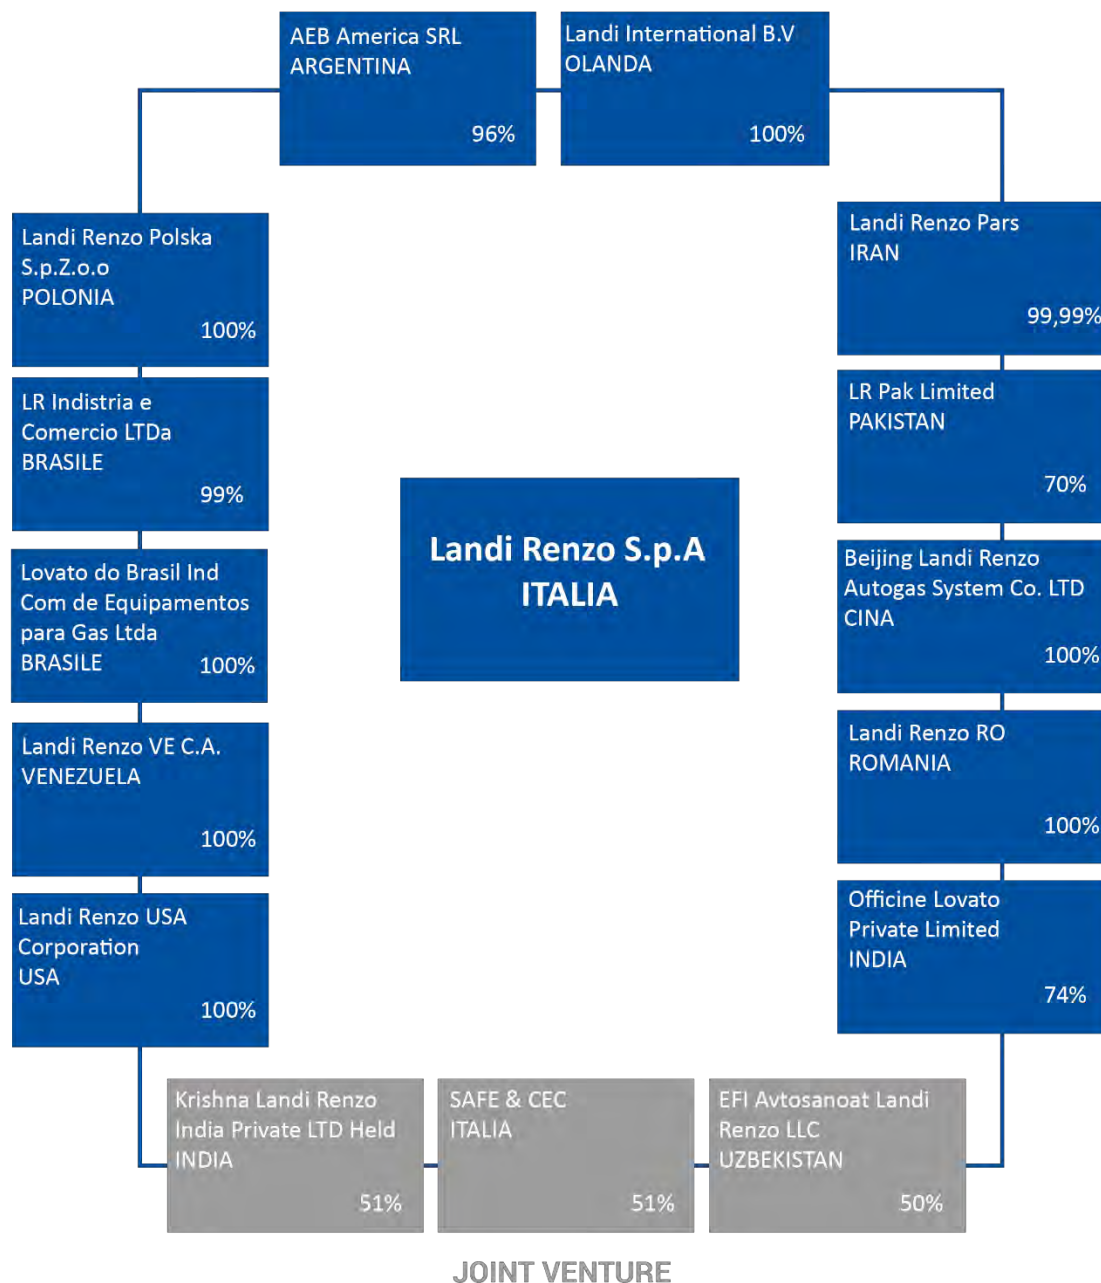 AEB America SRL
ARGENTINA
96%
Landi International B.V
OLANDA
100%
Landi Renzo Polska
S.p.Z.o.o
POLONIA
100%
LR Indistria e
Comercio LTDa
BRASILE
99%
Lovato do Brasil Ind
Com de Equipamentos
para Gas Ltda
BRASILE
100%
Landi Renzo VE C.A.
VENEZUELA
100%
Landi Renzo USA
Corporation
USA
100%
Landi Renzo S.p.A
ITALIA
Landi Renzo Pars
IRAN
99,99%
LR Pak Limited
PAKISTAN
70%
Beijing Landi Renzo
Autogas System Co. LTD
CINA
100%
Landi Renzo RO
ROMANIA
100%
Officine Lovato
Private Limited
INDIA
74%
Krishna Landi Renzo
India Private LTD Held
INDIA
51%
SAFE & CEC
ITALIA
51%
EFI Avtosanoat Landi
Renzo LLC
UZBEKISTAN
50%
JOINT VENTURE